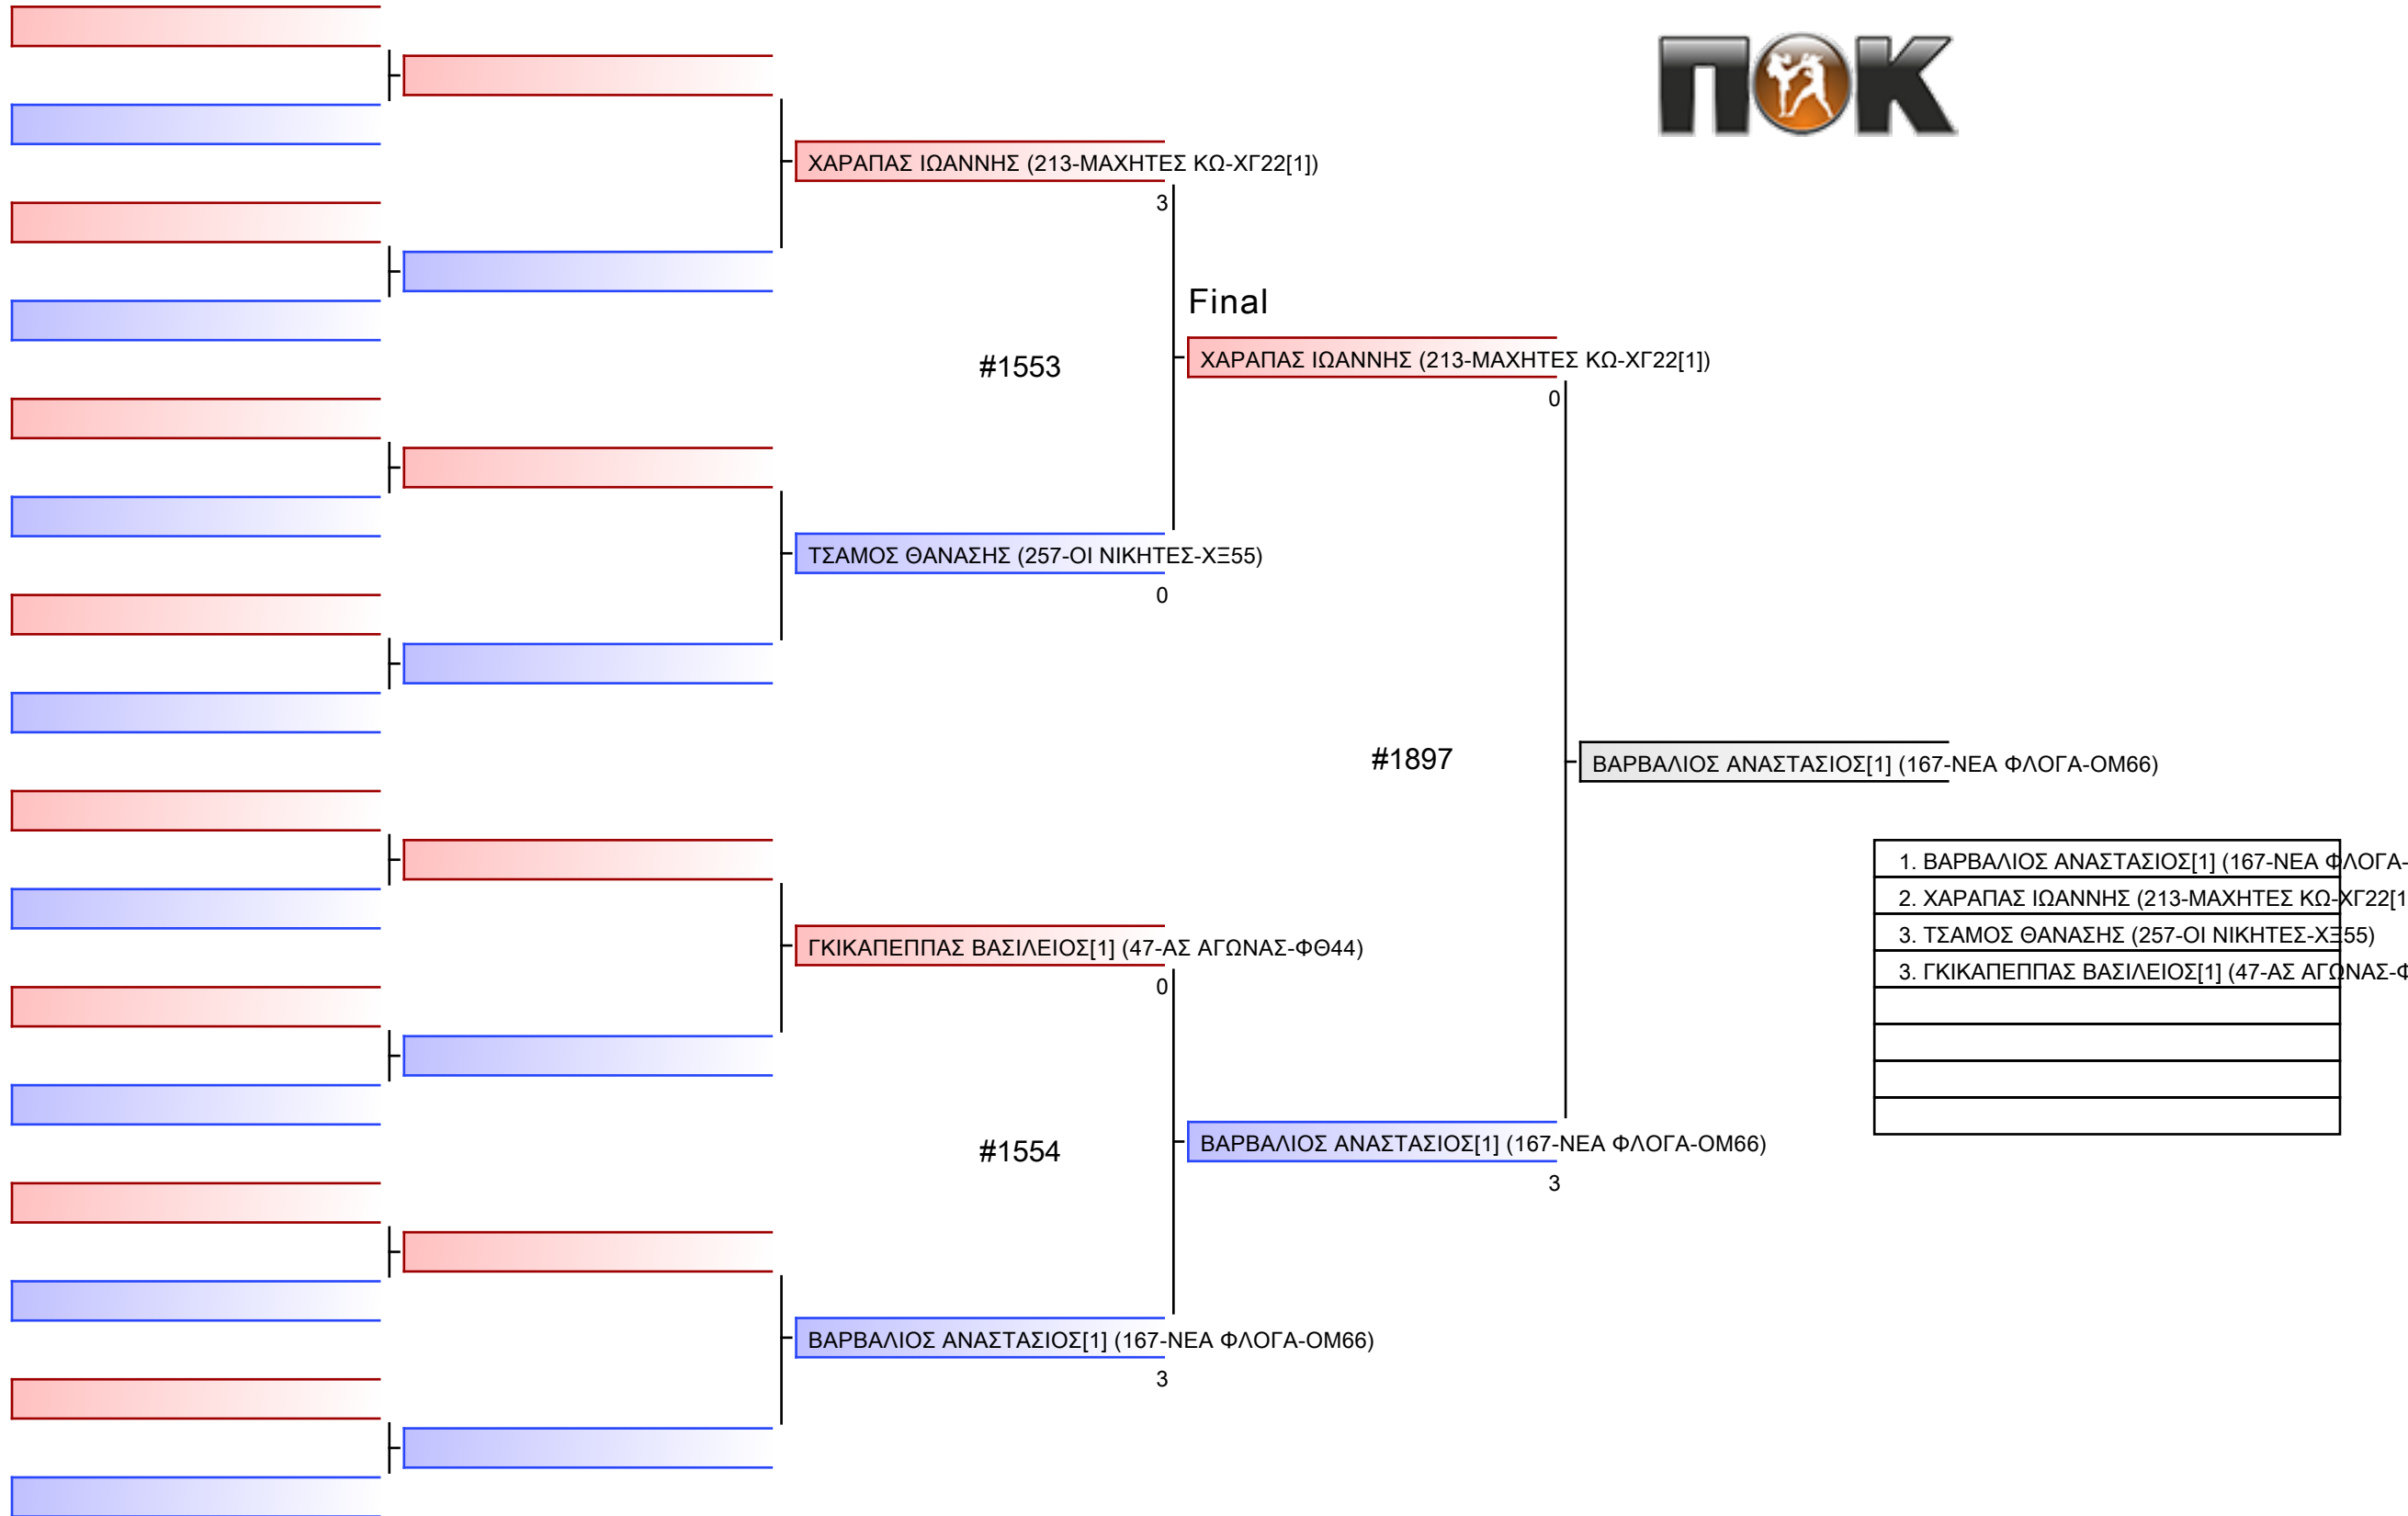 ΠΟΚ
ΧΑΡΑΠΑΣ ΙΩΑΝΝΗΣ (213-ΜΑΧΗΤΕΣ ΚΩ-ΧΓ22[1])
3
Final
#1553
ΧΑΡΑΠΑΣ ΙΩΑΝΝΗΣ (213-ΜΑΧΗΤΕΣ ΚΩ-ΧΓ22[1])
0
ΤΣΑΜΟΣ ΘΑΝΑΣΗΣ (257-ΟΙ ΝΙΚΗΤΕΣ-ΧΞ55)
0
#1897
ΒΑΡΒΑΛΙΟΣ ΑΝΑΣΤΑΣΙΟΣ[1] (167-ΝΕΑ ΦΛΟΓΑ-ΟΜ66)
1. ΒΑΡΒΑΛΙΟΣ ΑΝΑΣΤΑΣΙΟΣ[1] (167-ΝΕΑ ΦΛΟΓΑ-
2. ΧΑΡΑΠΑΣ ΙΩΑΝΝΗΣ (213-ΜΑΧΗΤΕΣ ΚΩ-ΧΓ22[1
3. ΤΣΑΜΟΣ ΘΑΝΑΣΗΣ (257-ΟΙ ΝΙΚΗΤΕΣ-ΧΞ55)
3. ΓΚΙΚΑΠΕΠΠΑΣ ΒΑΣΙΛΕΙΟΣ[1] (47-ΑΣ ΑΓΩΝΑΣ-Φ
ΓΚΙΚΑΠΕΠΠΑΣ ΒΑΣΙΛΕΙΟΣ[1] (47-ΑΣ ΑΓΩΝΑΣ-ΦΘ44)
0
#1554
ΒΑΡΒΑΛΙΟΣ ΑΝΑΣΤΑΣΙΟΣ[1] (167-ΝΕΑ ΦΛΟΓΑ-ΟΜ66)
3
ΒΑΡΒΑΛΙΟΣ ΑΝΑΣΤΑΣΙΟΣ[1] (167-ΝΕΑ ΦΛΟΓΑ-ΟΜ66)
3